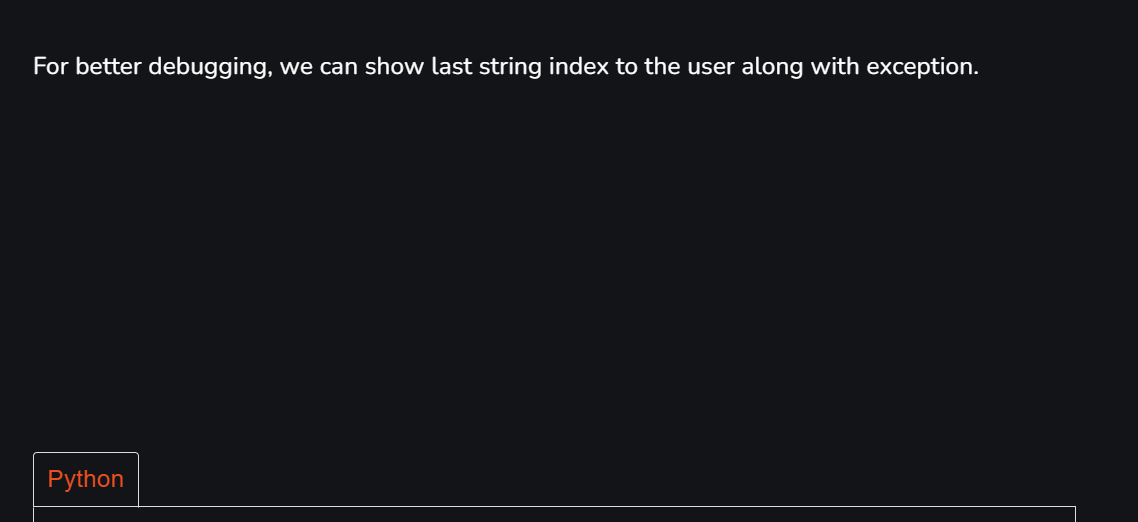 For better debugging, we can show last string index to the user along with exception.
Python